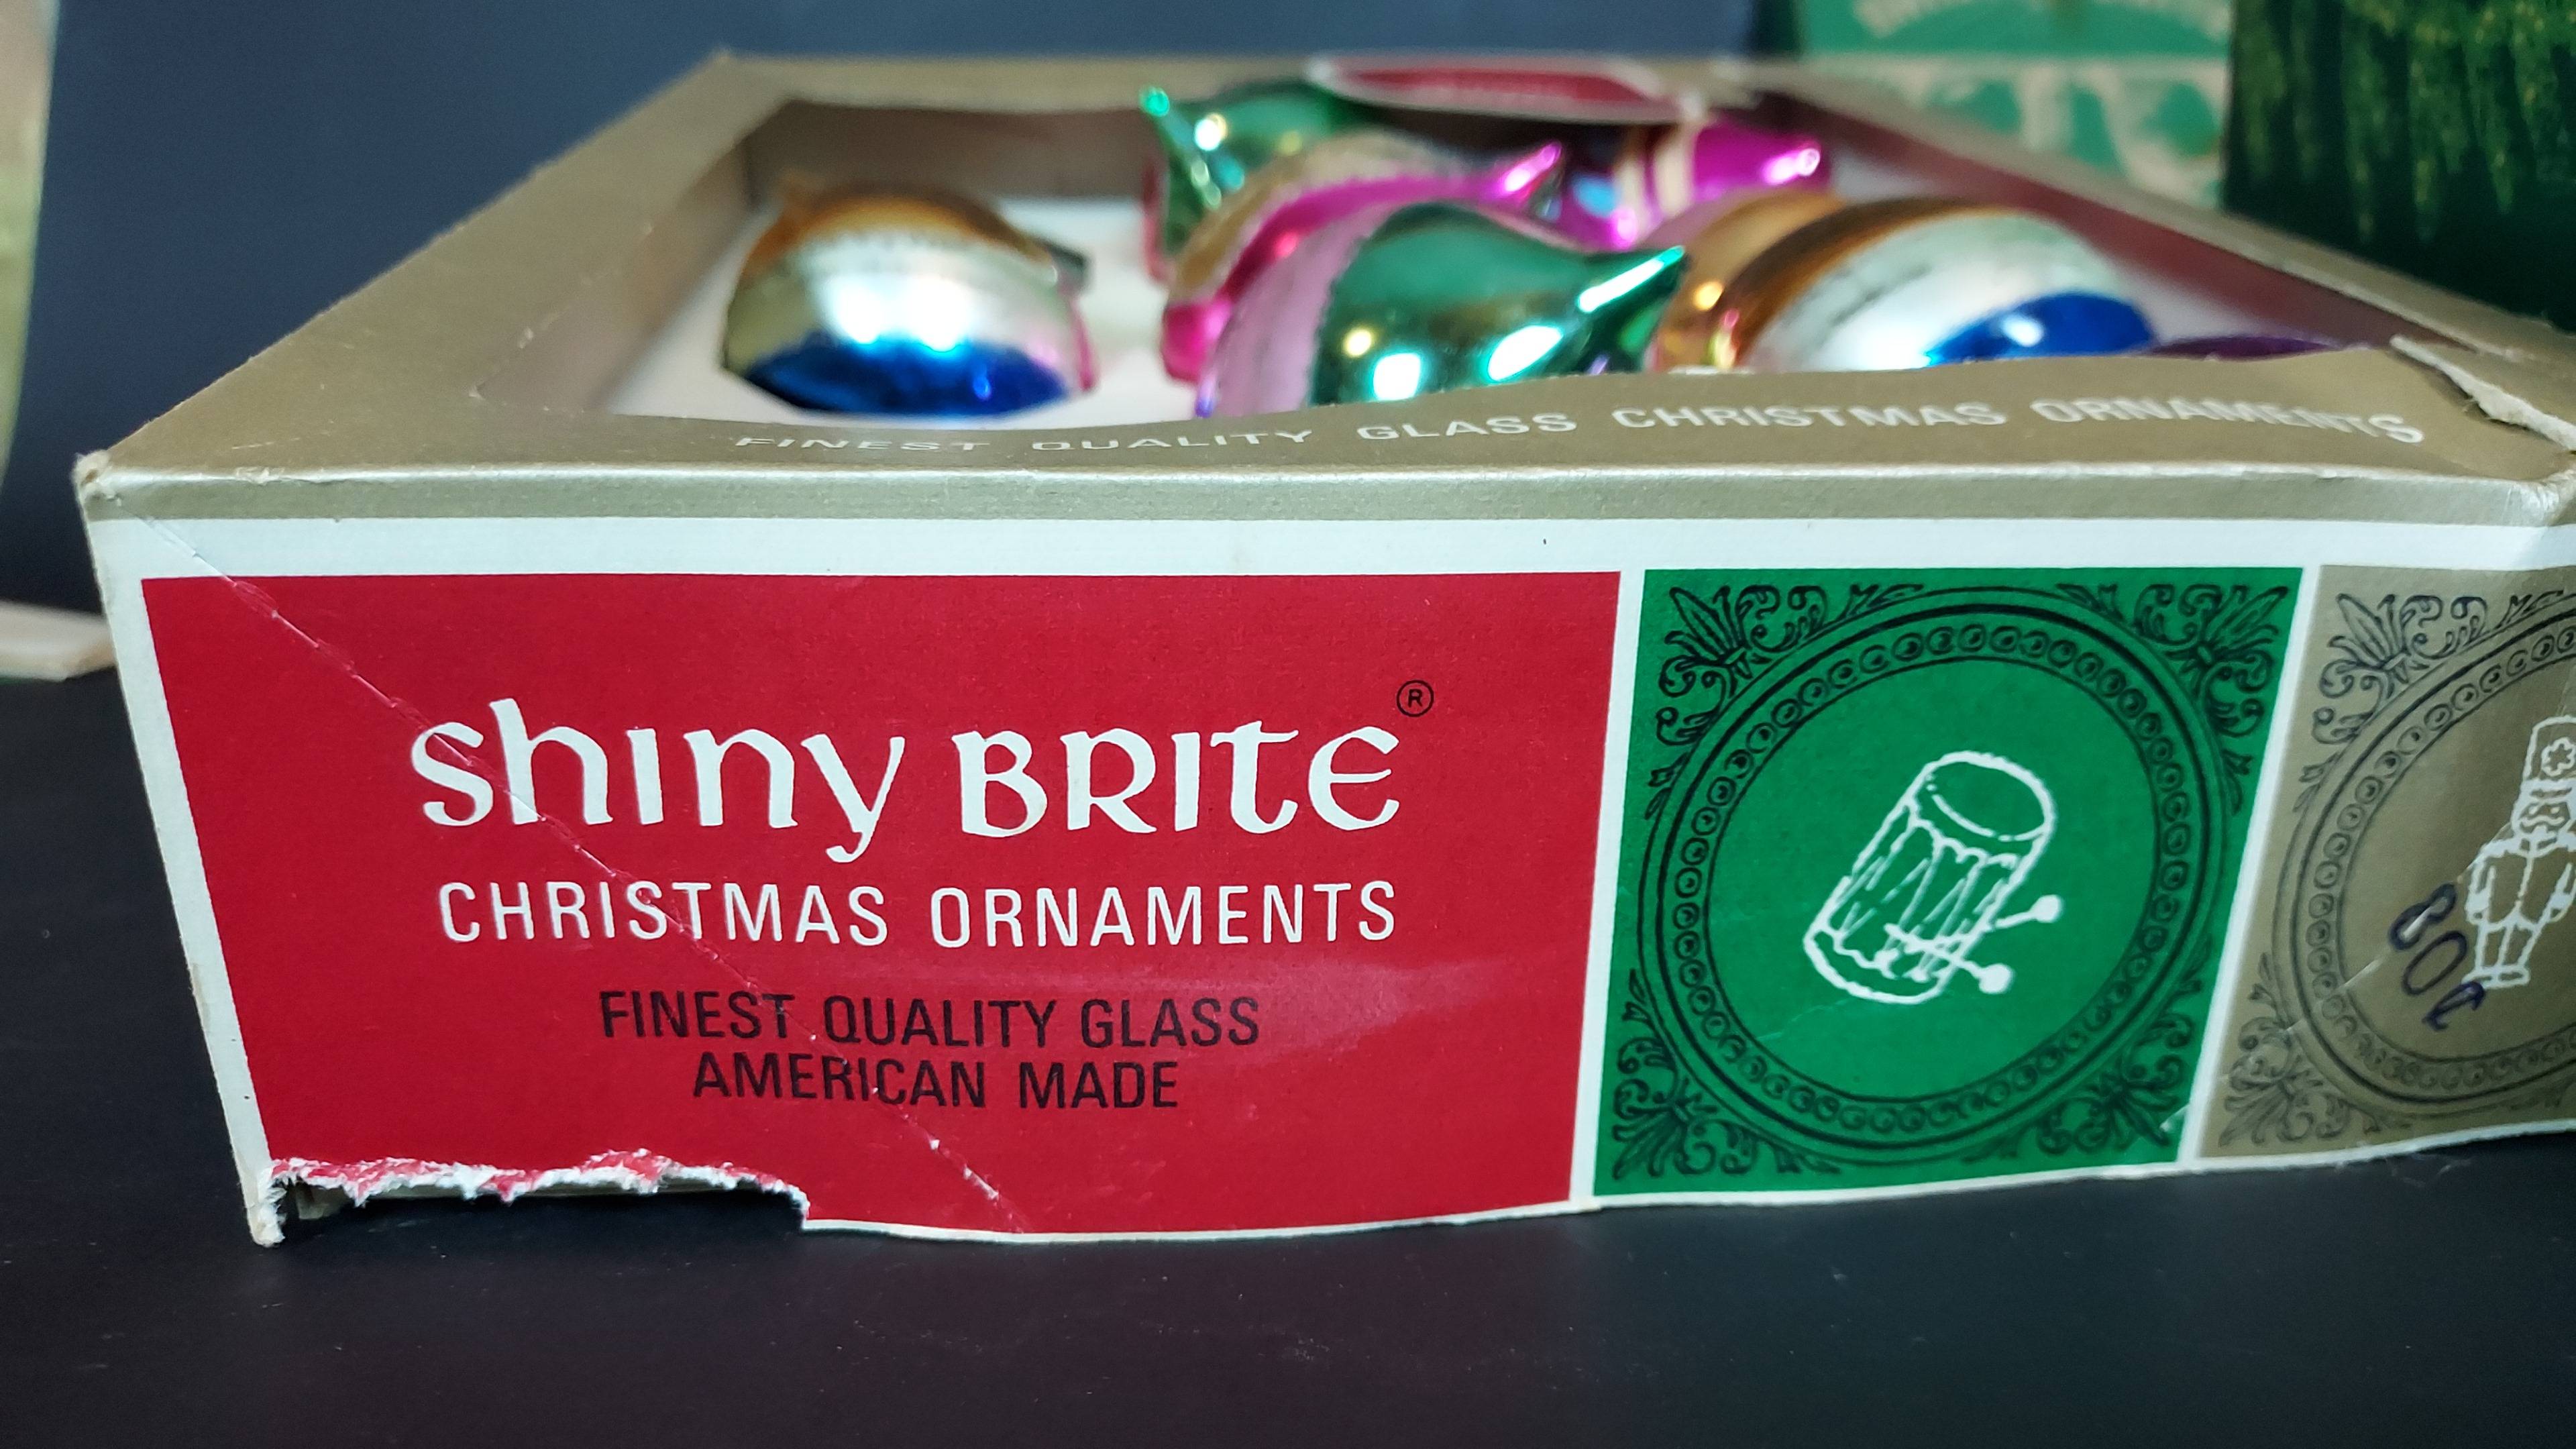 FINEST QUALITY GLASS CHRISTMAS ORNAMENTS
shiny BRITE ®
CHRISTMAS ORNAMENTS
FINEST QUALITY GLASS
AMERICAN MADE